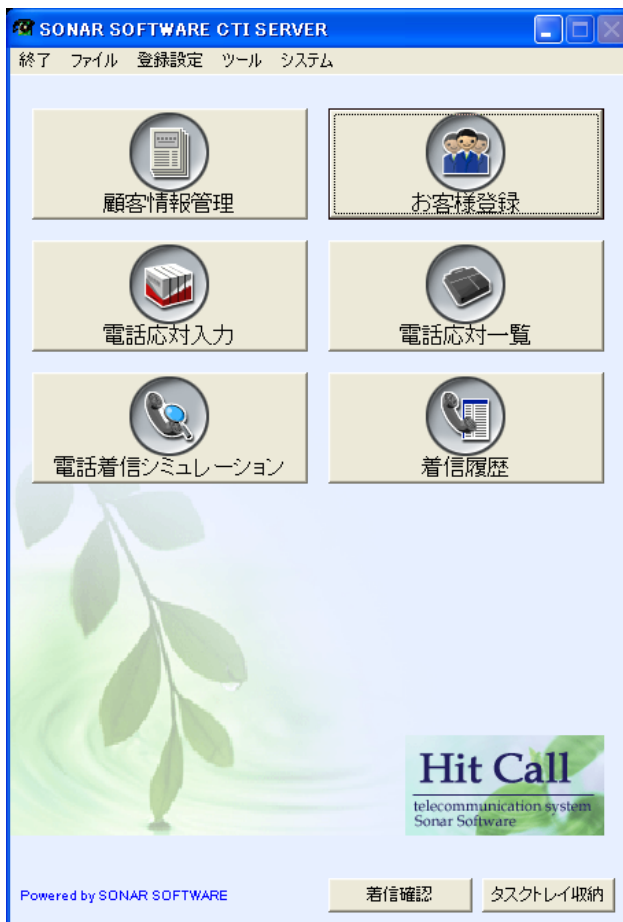 SONAR SOFTWARE CTI SERVER
終了 ファイル 登録設定 ツール システム
顧客情報管理
お客様登録
電話応対入力
電話応対一覧
電話着信シミュレーション
着信履歴
Hit Call
telecommunication system
Sonar Software
Powered by SONAR SOFTWARE
着信確認
タスクトレイ収納